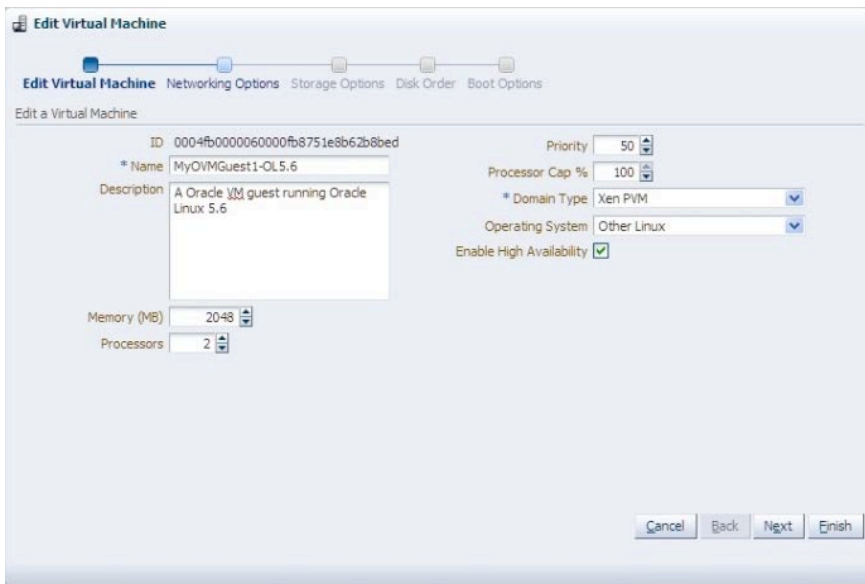 Edit Virtual Machine
Edit Virtual Machine Networking Options Storage Options Disk Order Boot Options
Edit a Virtual Machine
ID 0004fb0000060000fb8751e8b62b8bed
* Name MyOVMGuest1-OL5.6
Description A Oracle VM guest running Oracle
Linux 5.6
Memory (MB) 2048
Processors 2
Priority 50
Processor Cap % 100
* Domain Type Xen PVM
Operating System Other Linux
Enable High Availability
Cancel Back Next Finish